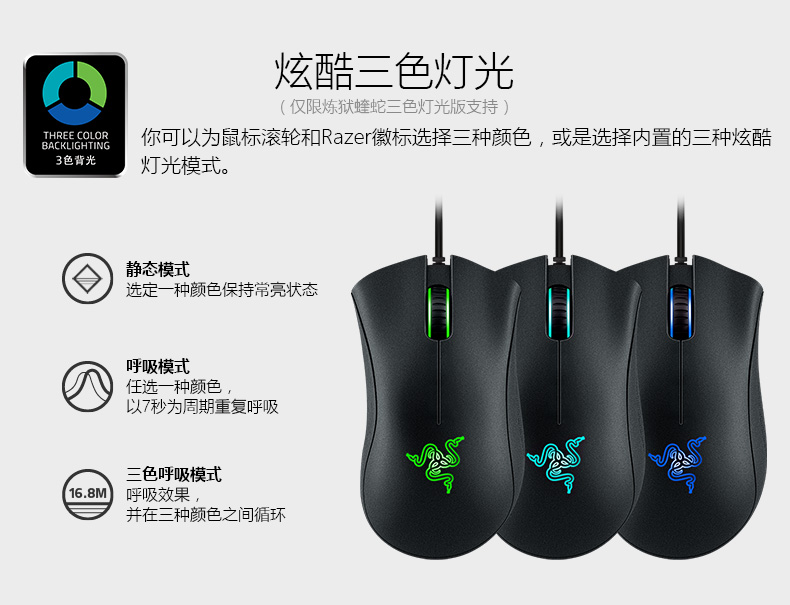 炫酷三色灯光
（仅限炼狱蝰蛇三色灯光版支持）
THREE COLOR
BACKLIGHTING
3色背光
你可以为鼠标滚轮和Razer徽标选择三种颜色，或是选择内置的三种炫酷
灯光模式。
静态模式
选定一种颜色保持常亮状态
呼吸模式
任选一种颜色，
以7秒为周期重复呼吸
16.8M
三色呼吸模式
呼吸效果，
并在三种颜色之间循环